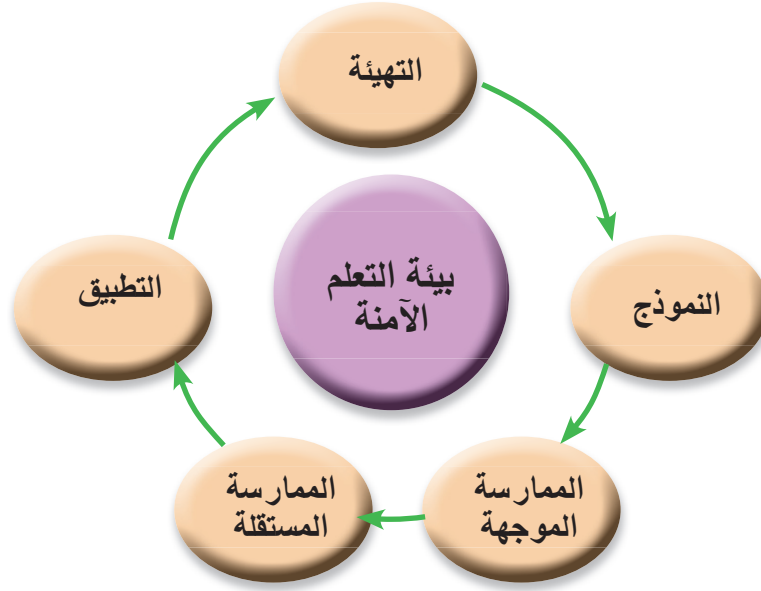 التهيئة
النموذج
الممارسة
الموجهة
الممارسة
المستقلة
التطبيق
بيئة التعلم
الآمنة